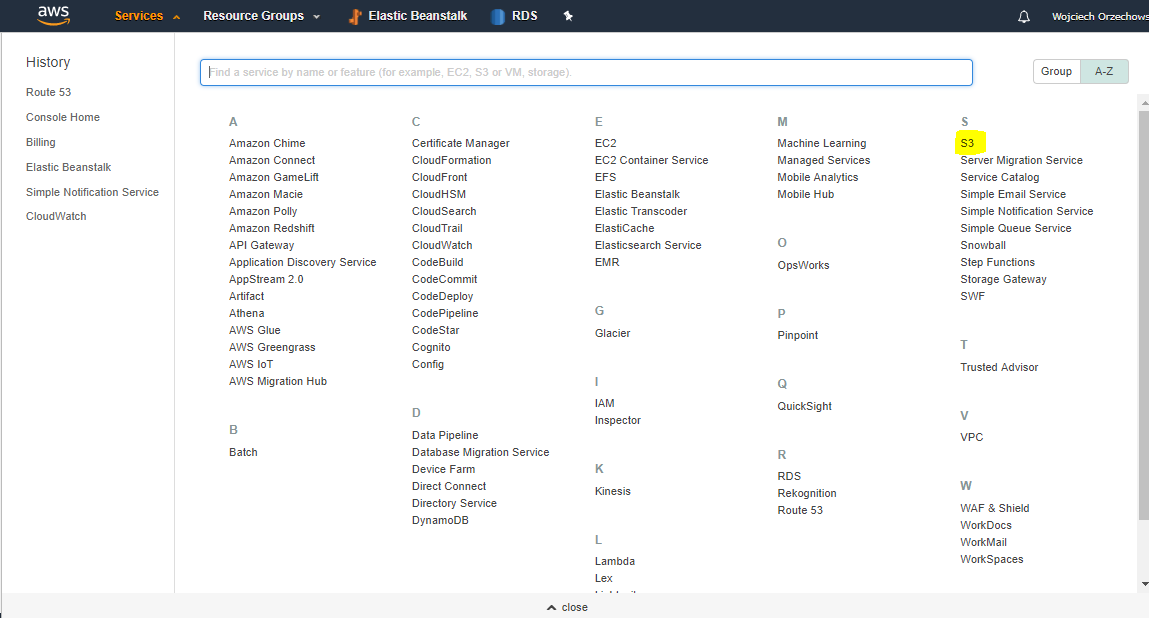 aws
Services
Resource Groups
Elastic Beanstalk
RDS
Wojciech Orzechows
History
Route 53
Console Home
Billing
Elastic Beanstalk
Simple Notification Service
CloudWatch
Find a service by name or feature (for example, EC2, S3 or VM, storage).
Group
A-Z
A
Amazon Chime
Amazon Connect
Amazon GameLift
Amazon Macie
Amazon Polly
Amazon Redshift
API Gateway
Application Discovery Service
AppStream 2.0
Artifact
Athena
AWS Glue
AWS Greengrass
AWS IoT
AWS Migration Hub
B
Batch
C
Certificate Manager
CloudFormation
CloudFront
CloudHSM
CloudSearch
CloudTrail
CloudWatch
CodeBuild
CodeCommit
CodeDeploy
CodePipeline
CodeStar
Cognito
Config
D
Data Pipeline
Database Migration Service
Device Farm
Direct Connect
Directory Service
DynamoDB
E
EC2
EC2 Container Service
EFS
Elastic Beanstalk
Elastic Transcoder
ElastiCache
Elasticsearch Service
EMR
G
Glacier
I
IAM
Inspector
K
Kinesis
L
Lambda
Lex
M
Machine Learning
Managed Services
Mobile Analytics
Mobile Hub
O
OpsWorks
P
Pinpoint
Q
QuickSight
R
RDS
Rekognition
Route 53
S
S3
Server Migration Service
Service Catalog
Simple Email Service
Simple Notification Service
Simple Queue Service
Snowball
Step Functions
Storage Gateway
SWF
T
Trusted Advisor
V
VPC
W
WAF & Shield
WorkDocs
WorkMail
WorkSpaces
close